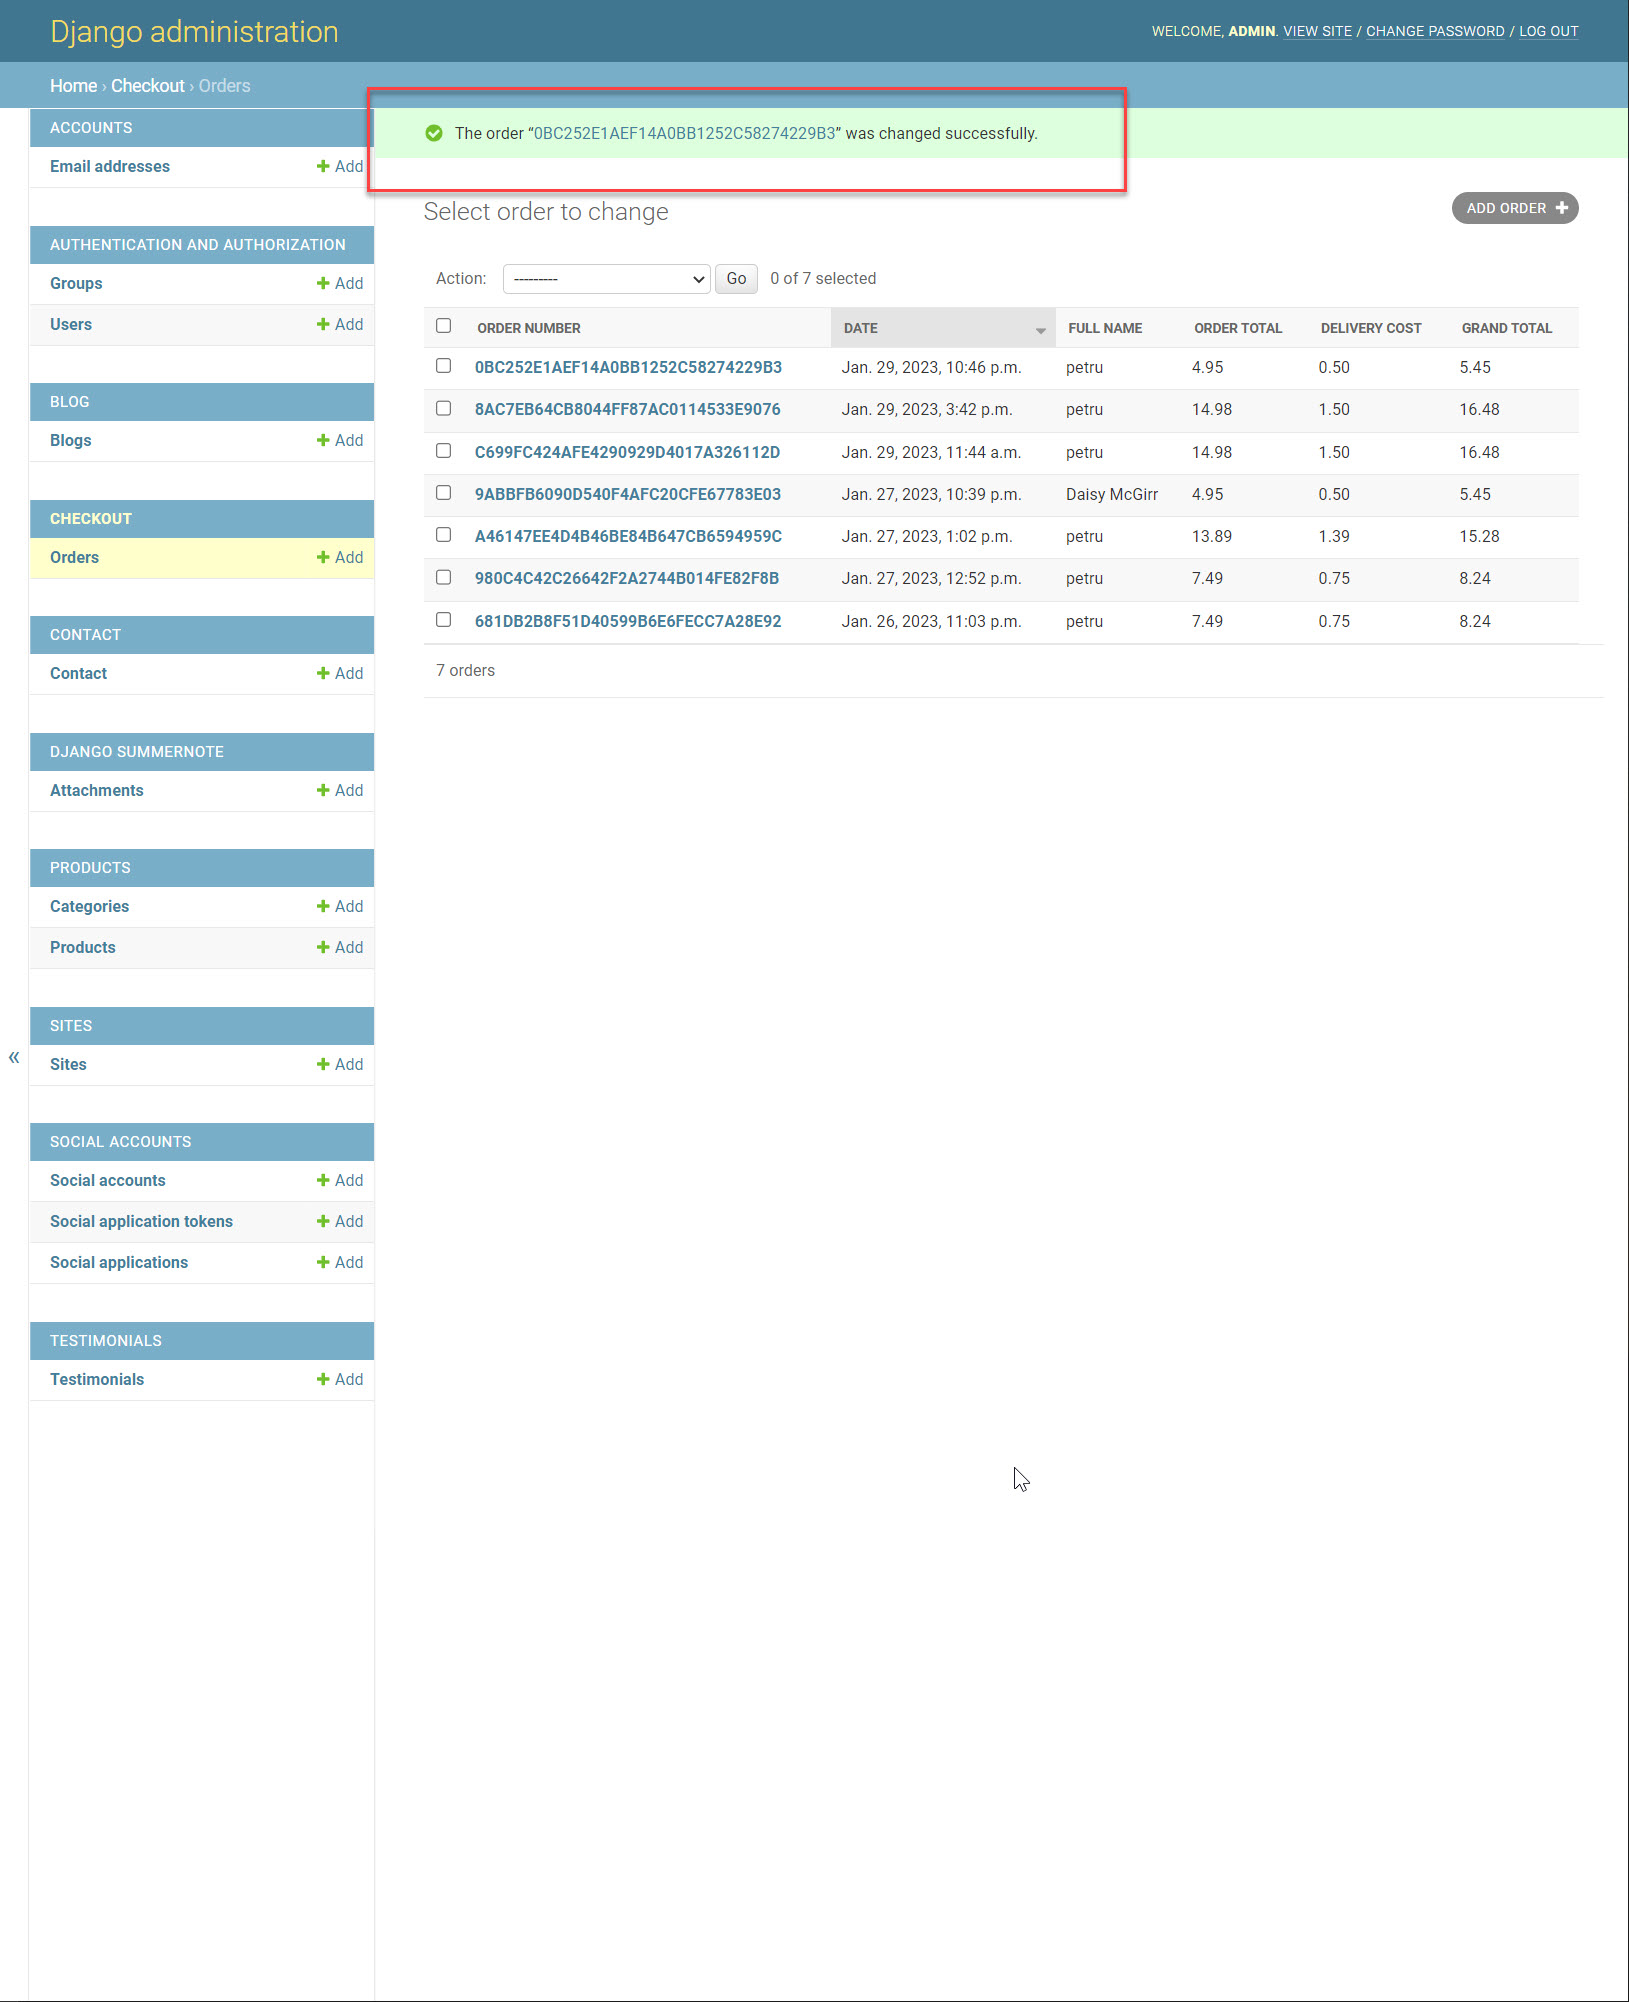 Django administration
WELCOME, ADMIN. VIEW SITE / CHANGE PASSWORD / LOG OUT
Home › Checkout › Orders
ACCOUNTS
Email addresses + Add
AUTHENTICATION AND AUTHORIZATION
Groups + Add
Users + Add
BLOG
Blogs + Add
CHECKOUT
Orders + Add
CONTACT
Contact + Add
DJANGO SUMMERNOTE
Attachments + Add
PRODUCTS
Categories + Add
Products + Add
SITES
Sites + Add
SOCIAL ACCOUNTS
Social accounts + Add
Social application tokens + Add
Social applications + Add
TESTIMONIALS
Testimonials + Add
«
The order “0BC252E1AEF14A0BB1252C58274229B3” was changed successfully.
Select order to change
ADD ORDER +
Action: --------- Go 0 of 7 selected
ORDER NUMBER DATE FULL NAME ORDER TOTAL DELIVERY COST GRAND TOTAL
0BC252E1AEF14A0BB1252C58274229B3 Jan. 29, 2023, 10:46 p.m. petru 4.95 0.50 5.45
8AC7EB64CB8044FF87AC0114533E9076 Jan. 29, 2023, 3:42 p.m. petru 14.98 1.50 16.48
C699FC424AFE4290929D4017A326112D Jan. 29, 2023, 11:44 a.m. petru 14.98 1.50 16.48
9ABBFB6090D540F4AFC20CFE67783E03 Jan. 27, 2023, 10:39 p.m. Daisy McGirr 4.95 0.50 5.45
A46147EE4D4B46BE84B647CB6594959C Jan. 27, 2023, 1:02 p.m. petru 13.89 1.39 15.28
980C4C42C26642F2A2744B014FE82F8B Jan. 27, 2023, 12:52 p.m. petru 7.49 0.75 8.24
681DB2B8F51D40599B6E6FECC7A28E92 Jan. 26, 2023, 11:03 p.m. petru 7.49 0.75 8.24
7 orders